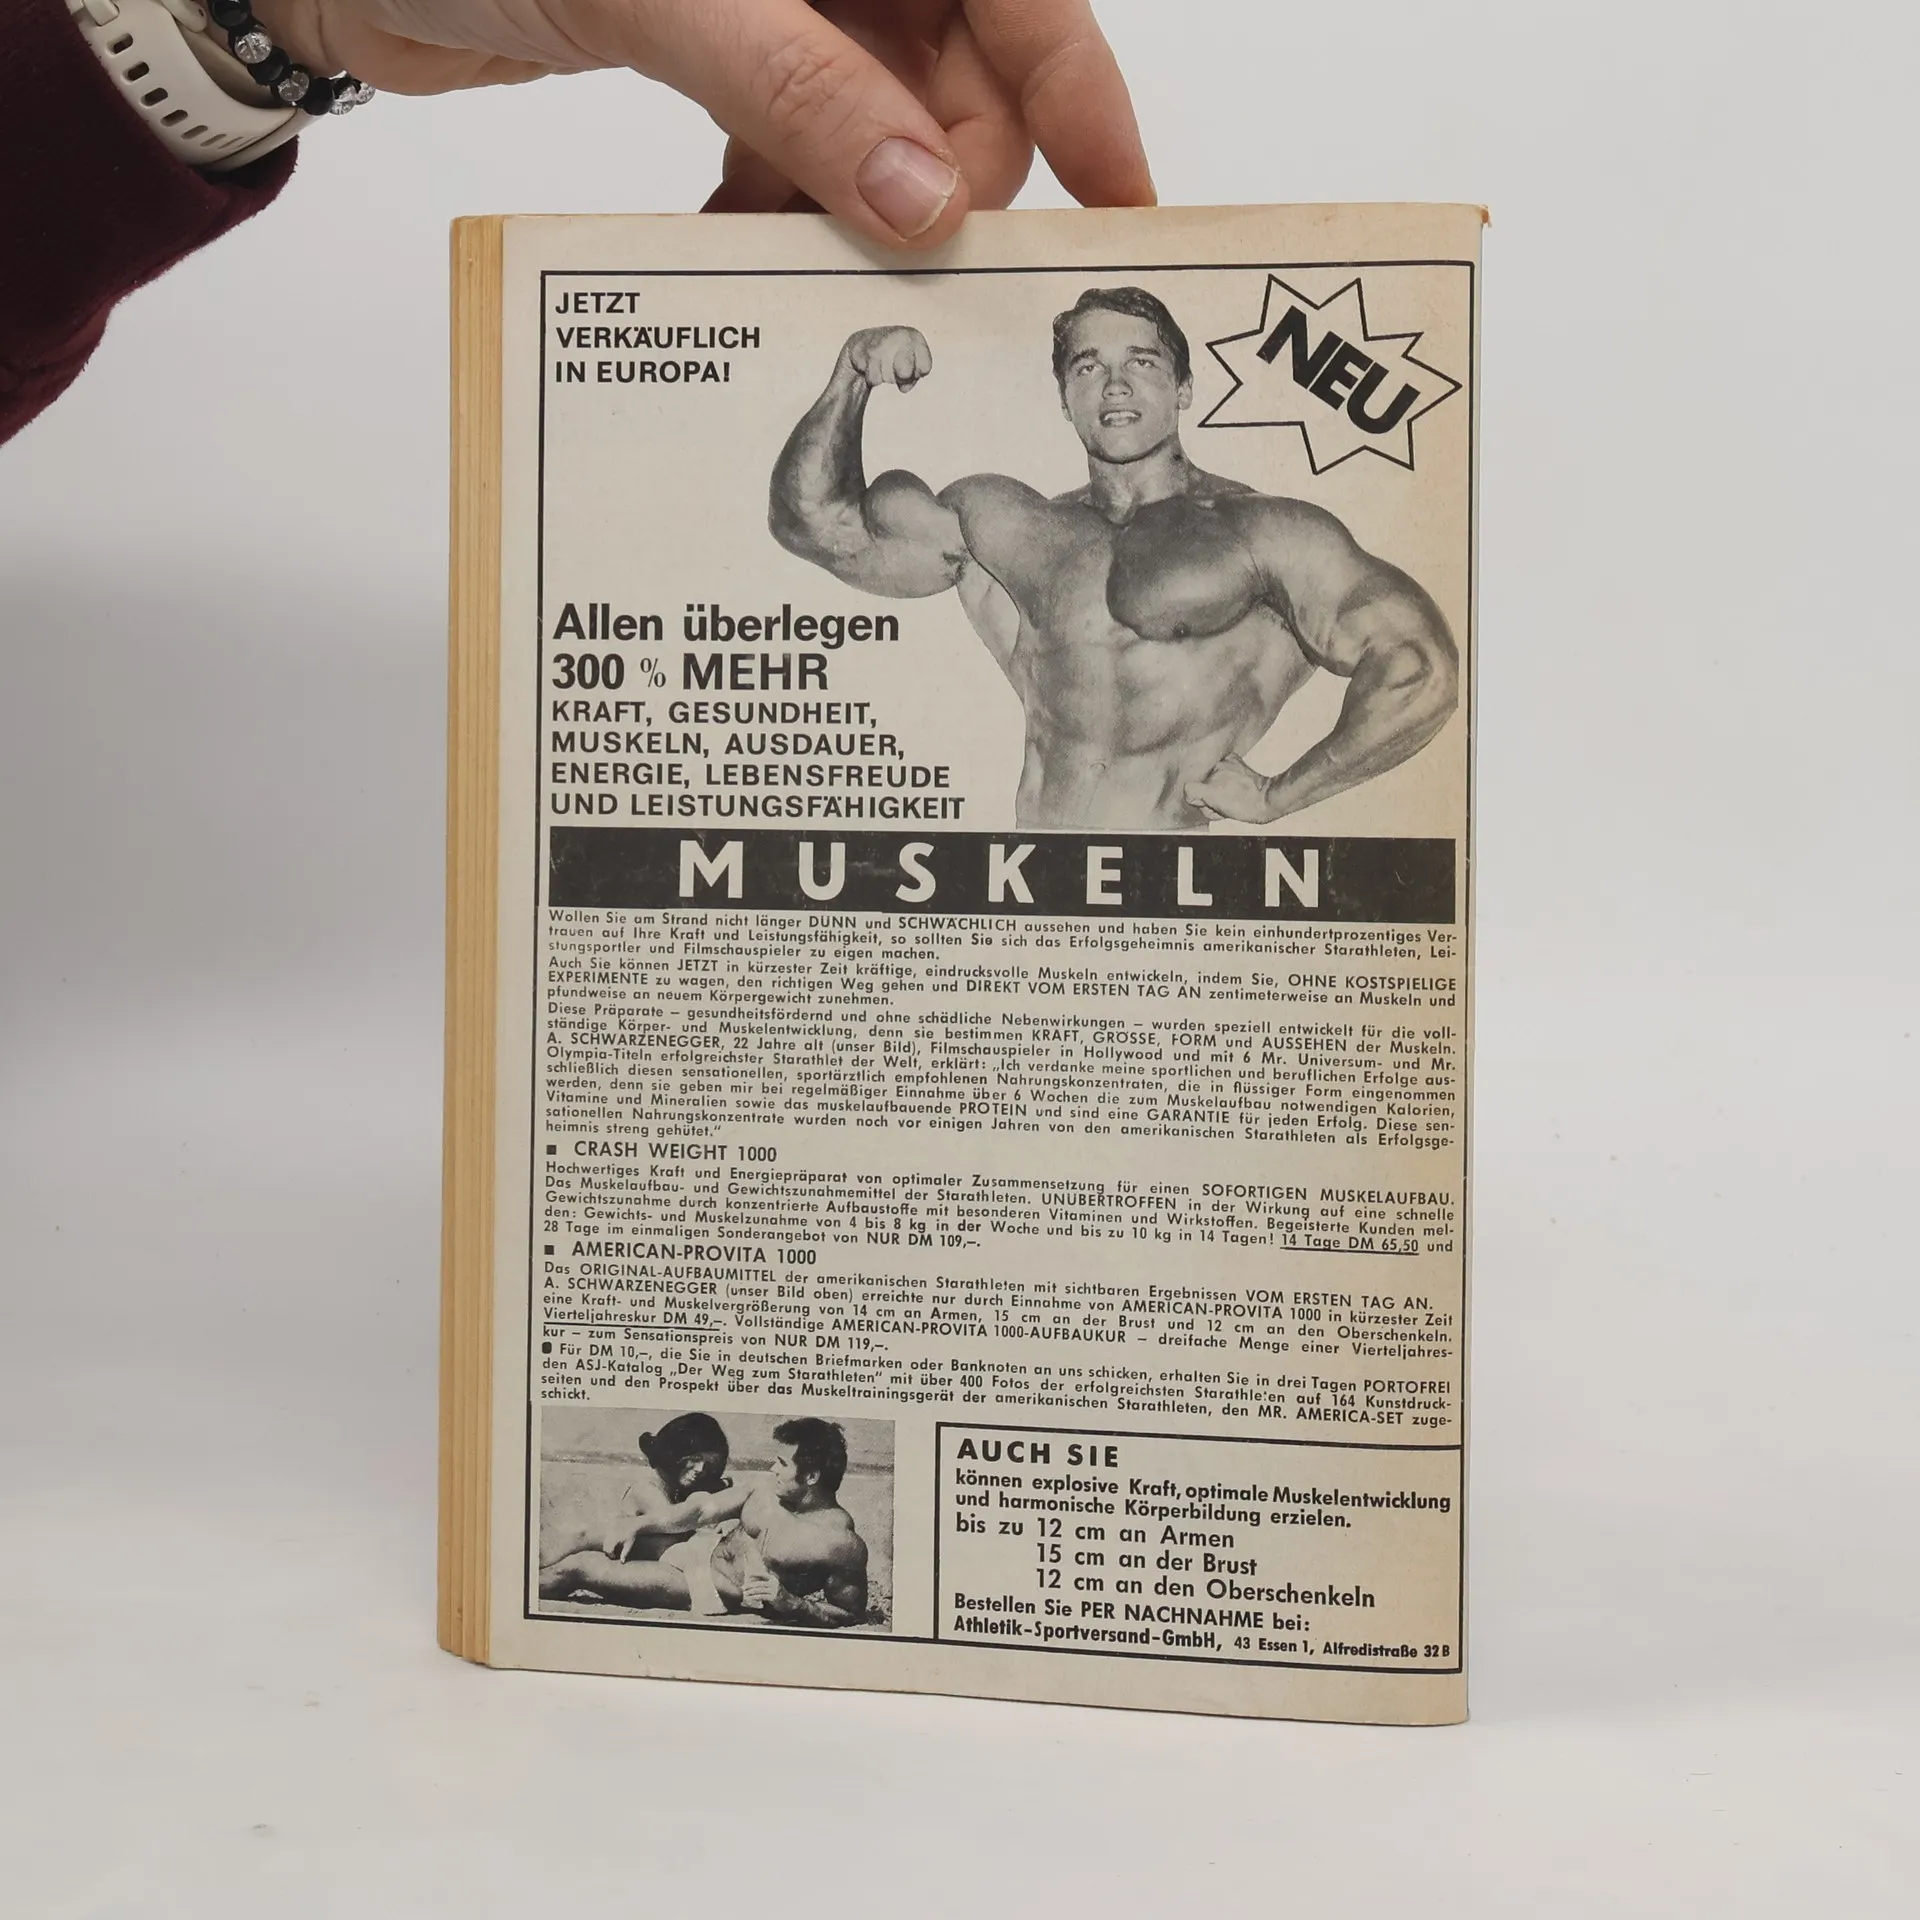 JETZT
VERKÄUFLICH
IN EUROPA!
NEU
Allen überlegen
300 % MEHR
KRAFT, GESUNDHEIT,
MUSKELN, AUSDAUER,
ENERGIE, LEBENSFREUDE
UND LEISTUNGSFÄHIGKEIT
MUSKELN
Wollen Sie am Strand nicht länger DÜNN und SCHWÄCHLICH aussehen und haben Sie kein einhundertprozentiges Ver-
trauen auf Ihre Kraft und Leistungsfähigkeit, so sollten Sie sich das Erfolgsgeheimnis amerikanischer Starathleten, Lei-
stungsportler und Filmschauspieler zu eigen machen.
Auch Sie können JETZT in kürzester Zeit kräftige, eindrucksvolle Muskeln entwickeln, indem Sie, OHNE KOSTSPIELIGE
EXPERIMENTE zu wagen, den richtigen Weg gehen und DIREKT VOM ERSTEN TAG AN zentimeterweise an Muskeln und
pfundweise an neuem Körpergewicht zunehmen.
Diese Präparate – gesundheitsfördernd und ohne schädliche Nebenwirkungen – wurden speziell entwickelt für die voll-
ständige Körper- und Muskelentwicklung, denn sie bestimmen KRAFT, GRÖSSE, FORM und AUSSEHEN der Muskeln.
A. SCHWARZENEGGER, 22 Jahre alt (unser Bild), Filmschauspieler in Hollywood und mit 6 Mr. Universum- und Mr.
Olympia-Titeln erfolgreichster Starathlet der Welt, erklärt: „Ich verdanke meine sportlichen und beruflichen Erfolge aus-
schließlich diesen sensationellen, sportärztlich empfohlenen Nahrungskonzentraten, die in flüssiger Form eingenommen
werden, denn sie geben mir bei regelmäßiger Einnahme über 6 Wochen die zum Muskelaufbau notwendigen Kalorien,
Vitamine und Mineralien sowie das muskelaufbauende PROTEIN und sind eine GARANTIE für jeden Erfolg. Diese sen-
sationellen Nahrungskonzentrate wurden noch vor einigen Jahren von den amerikanischen Starathleten als Erfolgsge-
heimnis streng gehütet.“
■ CRASH WEIGHT 1000
Hochwertiges Kraft und Energiepräparat von optimaler Zusammensetzung für einen SOFORTIGEN MUSKELAUFBAU.
Das Muskelaufbau- und Gewichtszunahmemittel der Starathleten. UNÜBERTROFFEN in der Wirkung auf eine schnelle
Gewichtszunahme durch konzentrierte Aufbaustoffe mit besonderen Vitaminen und Wirkstoffen. Begeisterte Kunden mel-
den: Gewichts- und Muskelzunahme von 4 bis 8 kg in der Woche und bis zu 10 kg in 14 Tagen! 14 Tage DM 65,50 und
28 Tage im einmaligen Sonderangebot von NUR DM 109,–.
■ AMERICAN-PROVITA 1000
Das ORIGINAL-AUFBAUMITTEL der amerikanischen Starathleten mit sichtbaren Ergebnissen VOM ERSTEN TAG AN.
A. SCHWARZENEGGER (unser Bild oben) erreichte nur durch Einnahme von AMERICAN-PROVITA 1000 in kürzester Zeit
eine Kraft- und Muskelvergrößerung von 14 cm an Armen, 15 cm an der Brust und 12 cm an den Oberschenkeln.
Vierteljahreskur DM 49,–. Vollständige AMERICAN-PROVITA 1000-AUFBAUKUR – dreifache Menge einer Vierteljahres-
kur – zum Sensationspreis von NUR DM 119,–.
● Für DM 10,–, die Sie in deutschen Briefmarken oder Banknoten an uns schicken, erhalten Sie in drei Tagen PORTOFREI
den ASJ-Katalog „Der Weg zum Starathleten“ mit über 400 Fotos der erfolgreichsten Starathleten auf 164 Kunstdruck-
seiten und den Prospekt über das Muskeltrainingsgerät der amerikanischen Starathleten, den MR. AMERICA-SET zuge-
schickt.
AUCH SIE
können explosive Kraft, optimale Muskelentwicklung
und harmonische Körperbildung erzielen.
bis zu 12 cm an Armen
15 cm an der Brust
12 cm an den Oberschenkeln
Bestellen Sie PER NACHNAHME bei:
Athletik-Sportversand-GmbH, 43 Essen 1, Alfredistraße 32 B